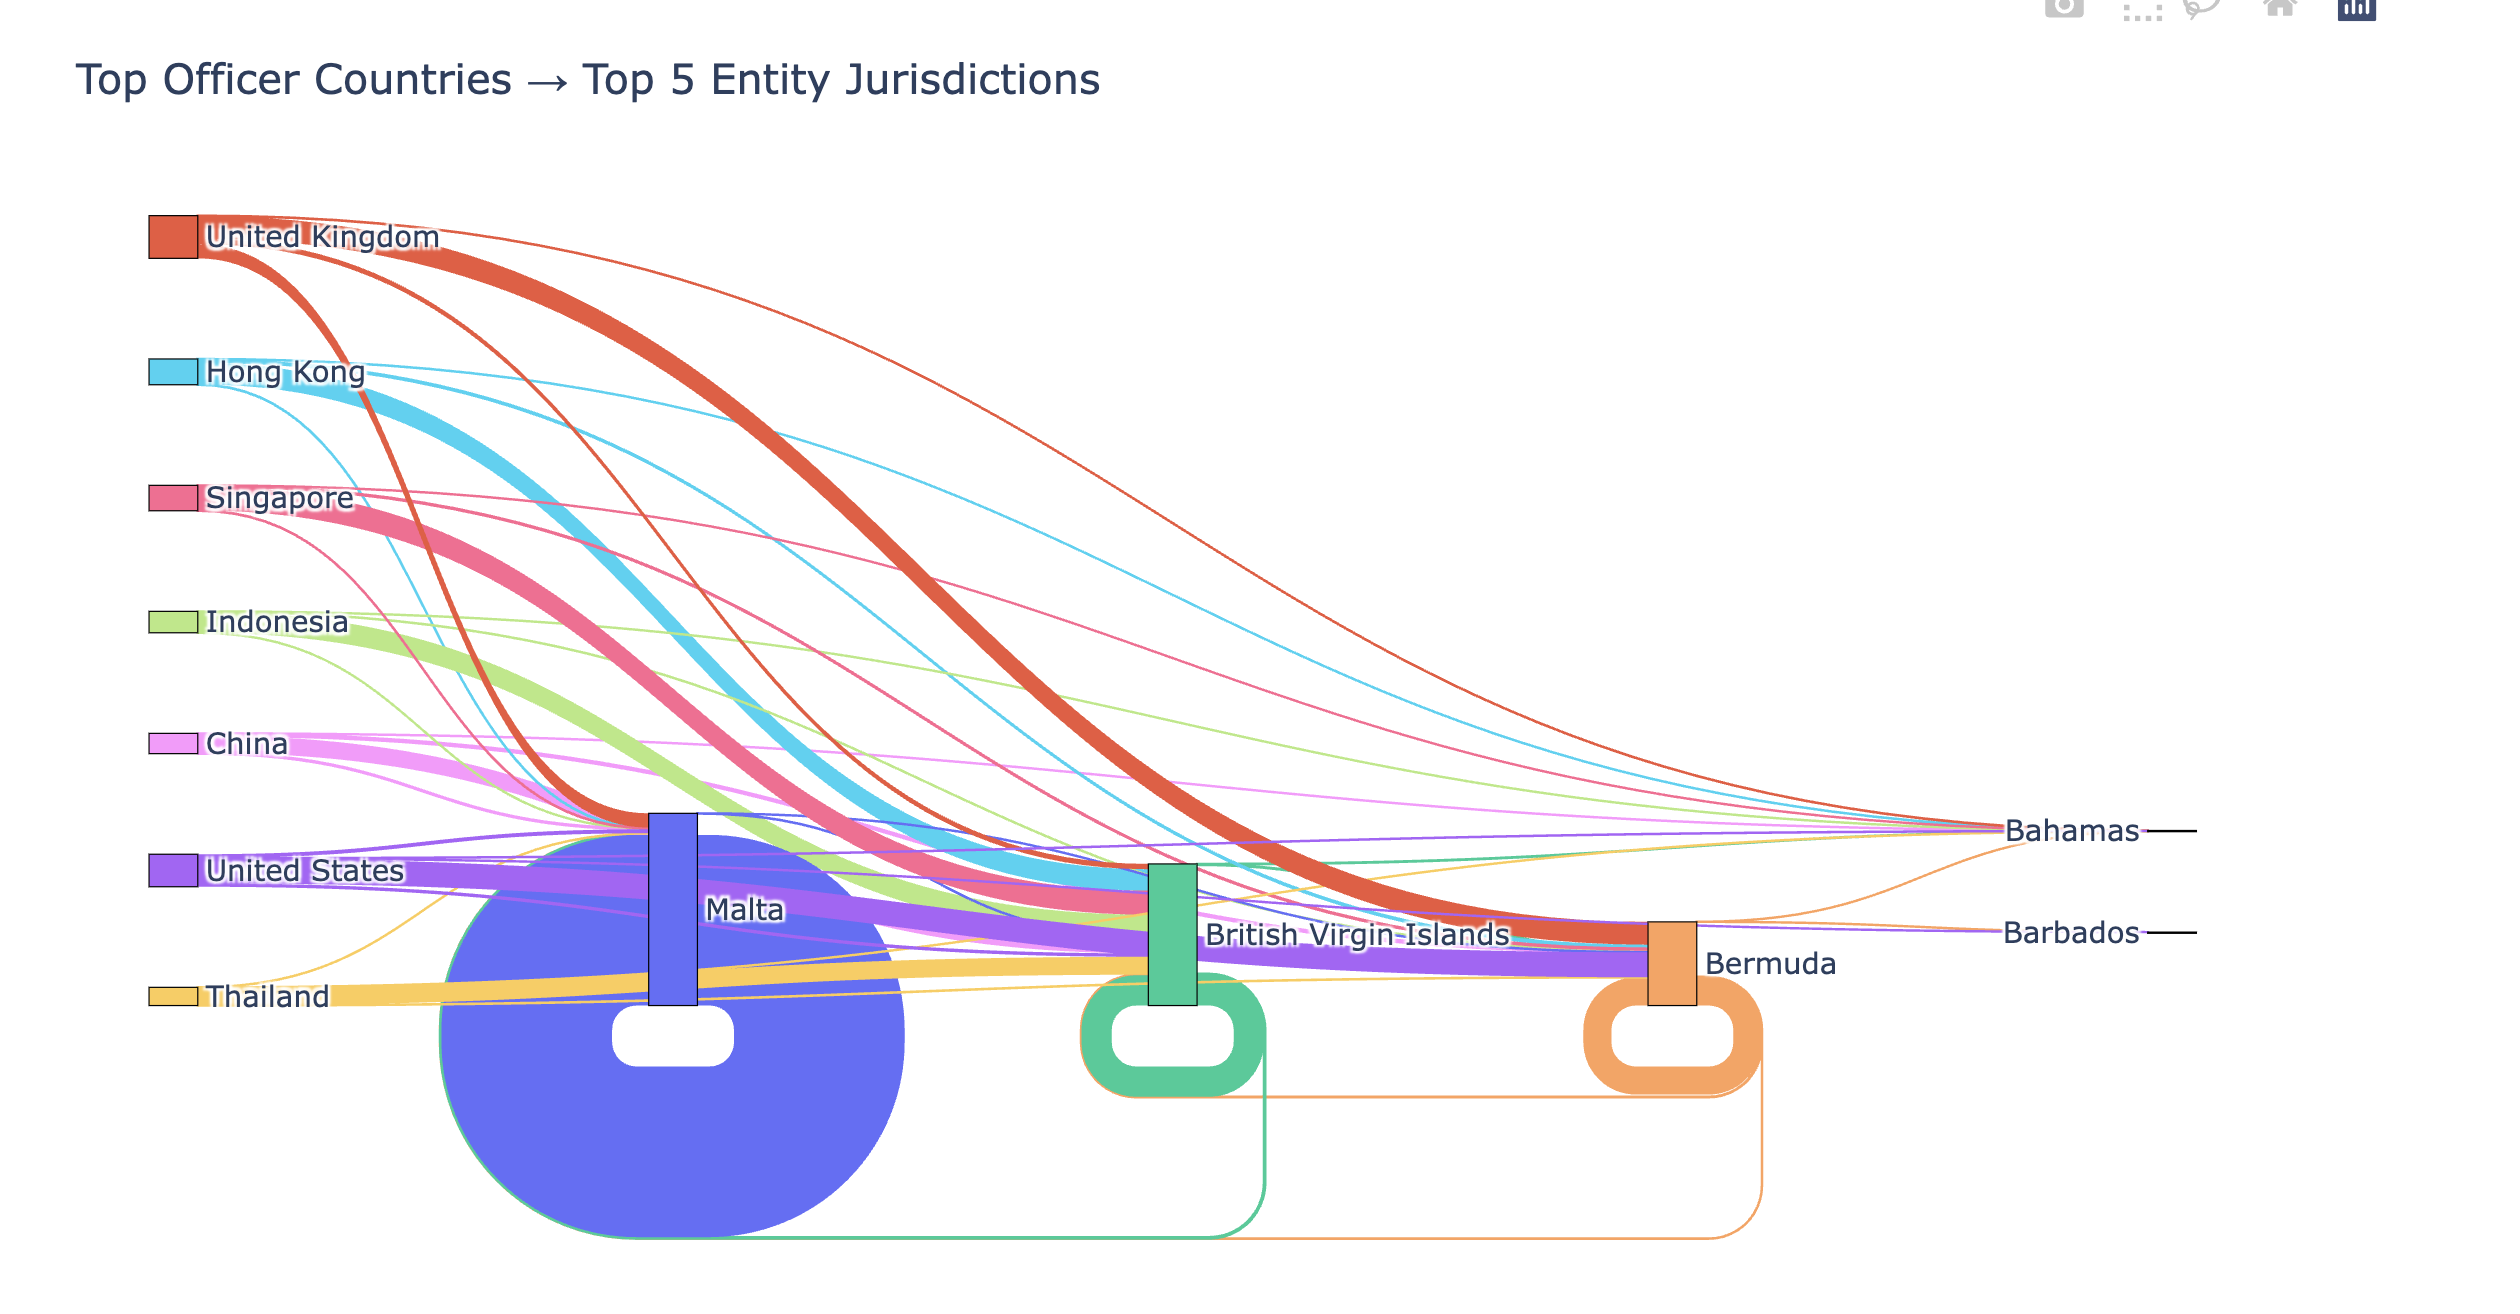 Top Officer Countries → Top 5 Entity Jurisdictions
United Kingdom
Hong Kong
Singapore
Indonesia
China
United States
Thailand
Malta
British Virgin Islands
Bermuda
Bahamas
Barbados